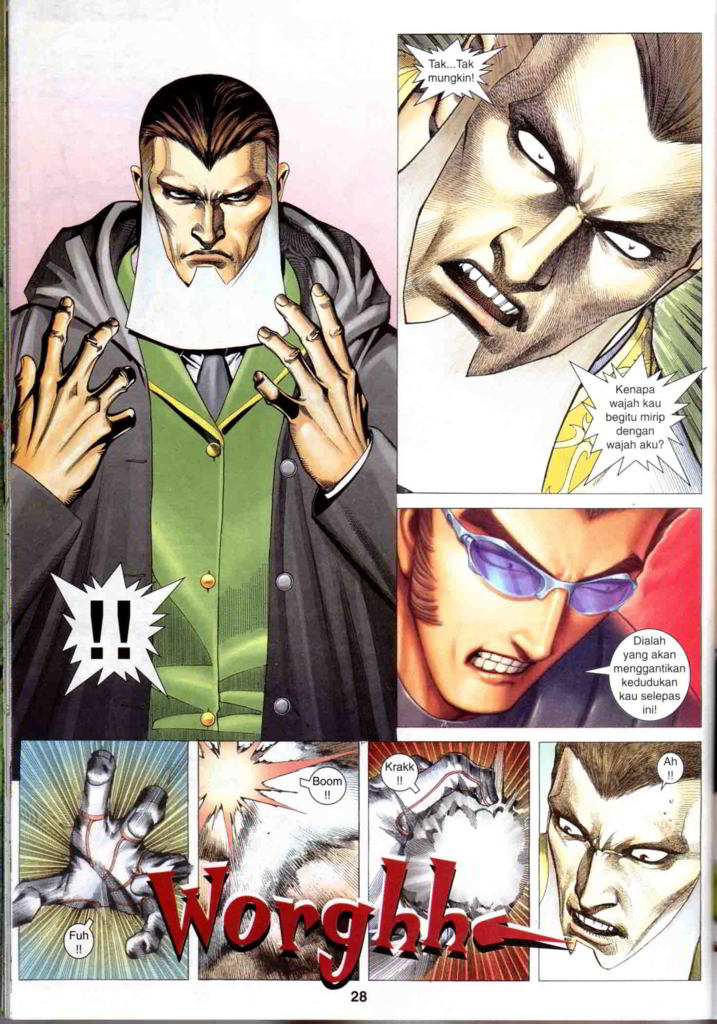 Tak...Tak
mungkin!
Kenapa
wajah kau
begitu mirip
dengan
wajah aku?
!!
Dialah
yang akan
menggantikan
kedudukan
kau selepas
ini!
Fuh
!!
Boom
!!
Krakk
!!
Ah
!!
Worghh
28